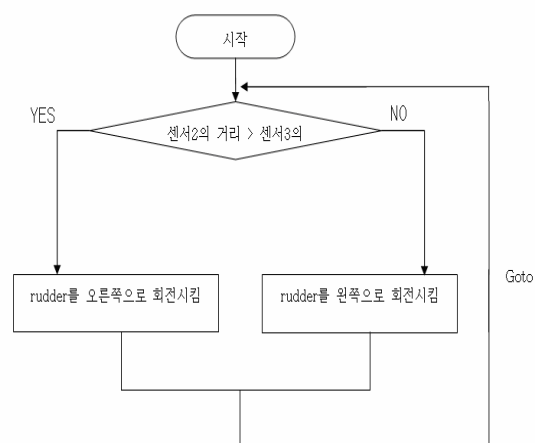 시작
YES
NO
센서2의 거리 > 센서3의
rudder를 오른쪽으로 회전시킴
rudder를 왼쪽으로 회전시킴
Goto